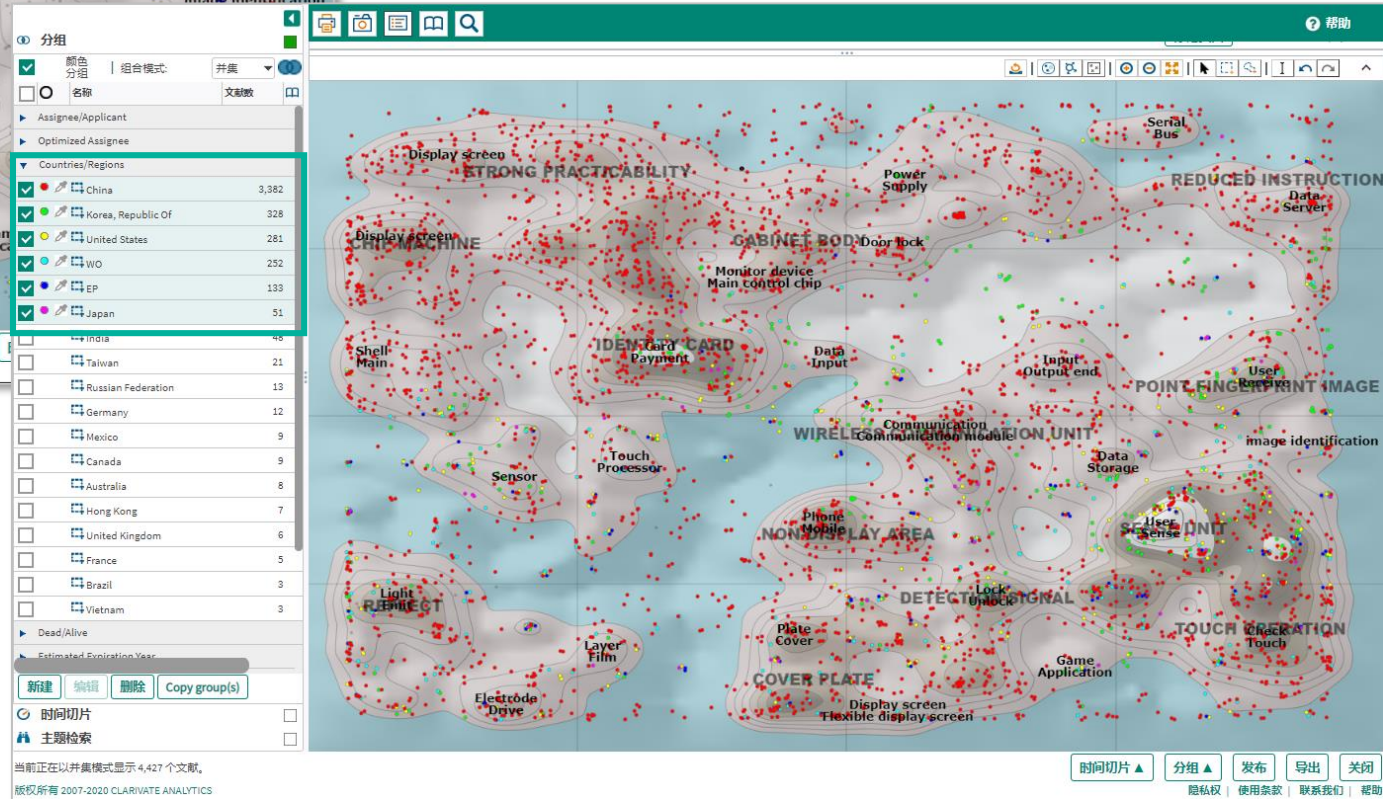 分组
帮助
颜色
分组
组合模式:
并集
名称
文献数
Assignee/Applicant
Optimized Assignee
Countries/Regions
China 3,382
Korea, Republic Of 328
United States 281
WO 252
EP 133
Japan 51
India 48
Taiwan 21
Russian Federation 13
Germany 12
Mexico 9
Canada 9
Australia 8
Hong Kong 7
United Kingdom 6
France 5
Brazil 3
Vietnam 3
Dead/Alive
Estimated Expiration Year
新建 编辑 删除 Copy group(s)
时间切片
主题检索
当前正在以并集模式显示 4,427 个文献。
版权所有 2007-2020 CLARIVATE ANALYTICS
Serial
Bus
Display screen
STRONG PRACTICABILITY
Power
Supply
REDUCED INSTRUCTION
Data
Server
Display screen
CHIP MACHINE
CABINET BODY
Door lock
Monitor device
Main control chip
IDENTITY CARD
Card
Payment
Shell
Main
Data
Input
Input
Output end
User
Receive
POINT FINGERPRINT IMAGE
Communication
Communication module
WIRELESS COMMUNICATION UNIT
image identification
Data
Storage
Touch
Processor
Sensor
Phone
Mobile
NON-DISPLAY AREA
User
Sense
SENSE UNIT
Light
Emit
REFLECT
Lock
Unlock
DETECTION SIGNAL
Plate
Cover
TOUCH OPERATION
Check
Touch
Layer
Film
Game
Application
COVER PLATE
Electrode
Drive
Display screen
Flexible display screen
时间切片 ▲ 分组 ▲ 发布 导出 关闭
隐私权 | 使用条款 | 联系我们 | 帮助